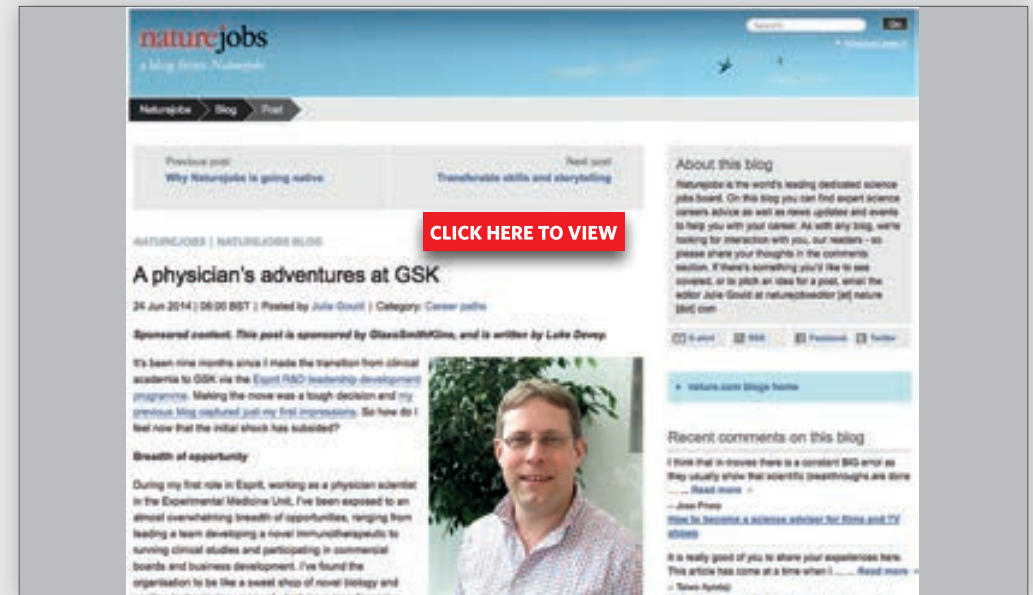 naturejobs
a blog from Naturejobs
Search
Go
Naturejobs
Blog
Post
Previous post
Why Naturejobs is going native
Next post
Transferable skills and storytelling
CLICK HERE TO VIEW
NATUREJOBS | NATUREJOBS BLOG
A physician's adventures at GSK
24 Jun 2014 | 06:00 BST | Posted by Julie Gould | Category: Career paths
Sponsored content. This post is sponsored by GlaxoSmithKline, and is written by Luke Devey.
It's been nine months since I made the transition from clinical
academia to GSK via the Esprit R&D leadership development
programme. Making the move was a tough decision and my
previous blog captured just my first impressions. So how do I
feel now that the initial shock has subsided?
Breadth of opportunity
During my first role in Esprit, working as a physician scientist
in the Experimental Medicine Unit, I've been exposed to an
almost overwhelming breadth of opportunities, ranging from
leading a team developing a novel immunotherapeutic to
running clinical studies and participating in commercial
boards and business development. I've found the
organisation to be like a sweet shop of novel biology and
About this blog
Naturejobs is the world's leading dedicated science
jobs board. On this blog you can find expert science
careers advice as well as news updates and events
to help you with your career. As with any blog, we're
looking for interaction with you, our readers - so
please share your thoughts in the comments
section. If there's something you'd like to see
covered, or to pitch an idea for a post, email the
editor Julie Gould at naturejobseditor [at] nature
[dot] com
E-alert
RSS
Facebook
Twitter
nature.com blogs home
Recent comments on this blog
I think that in movies there is a constant BIG error as
they usually show that scientific breakthroughs are done
... ... Read more
How to become a science adviser for films and TV
shows
It is really good of you to share your experiences here.
This article has come at a time when I ... ... Read more